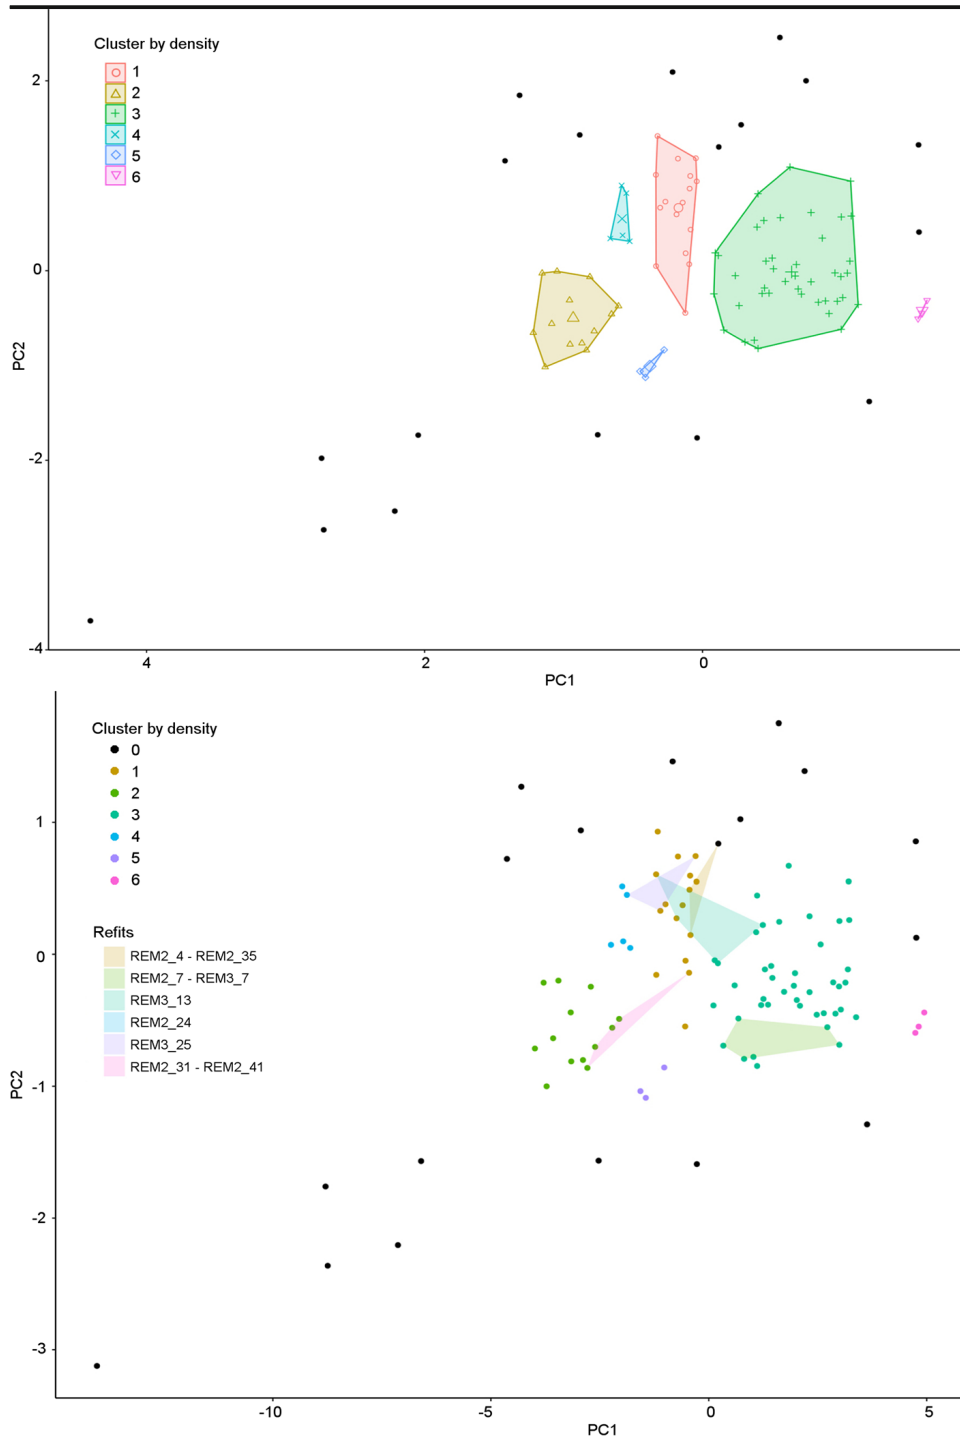 Cluster by density
1
2
3
4
5
6
2
0
-2
-4
PC2
4
2
0
PC1
Cluster by density
0
1
2
3
4
5
6
Refits
REM2_4 - REM2_35
REM2_7 - REM3_7
REM3_13
REM2_24
REM3_25
REM2_31 - REM2_41
1
0
-1
-2
-3
PC2
-10
-5
0
5
PC1